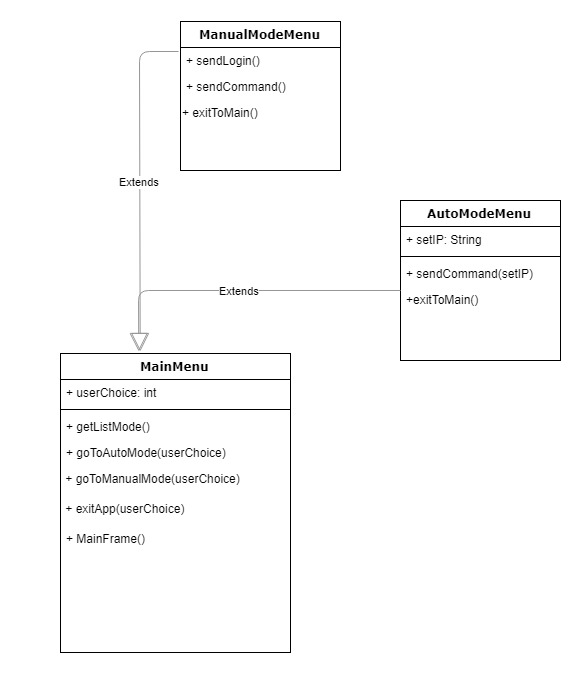 ManualModeMenu
+ sendLogin()
+ sendCommand()
+ exitToMain()
Extends
AutoModeMenu
+ setIP: String
+ sendCommand(setIP)
+exitToMain()
Extends
MainMenu
+ userChoice: int
+ getListMode()
+ goToAutoMode(userChoice)
+ goToManualMode(userChoice)
+ exitApp(userChoice)
+ MainFrame()